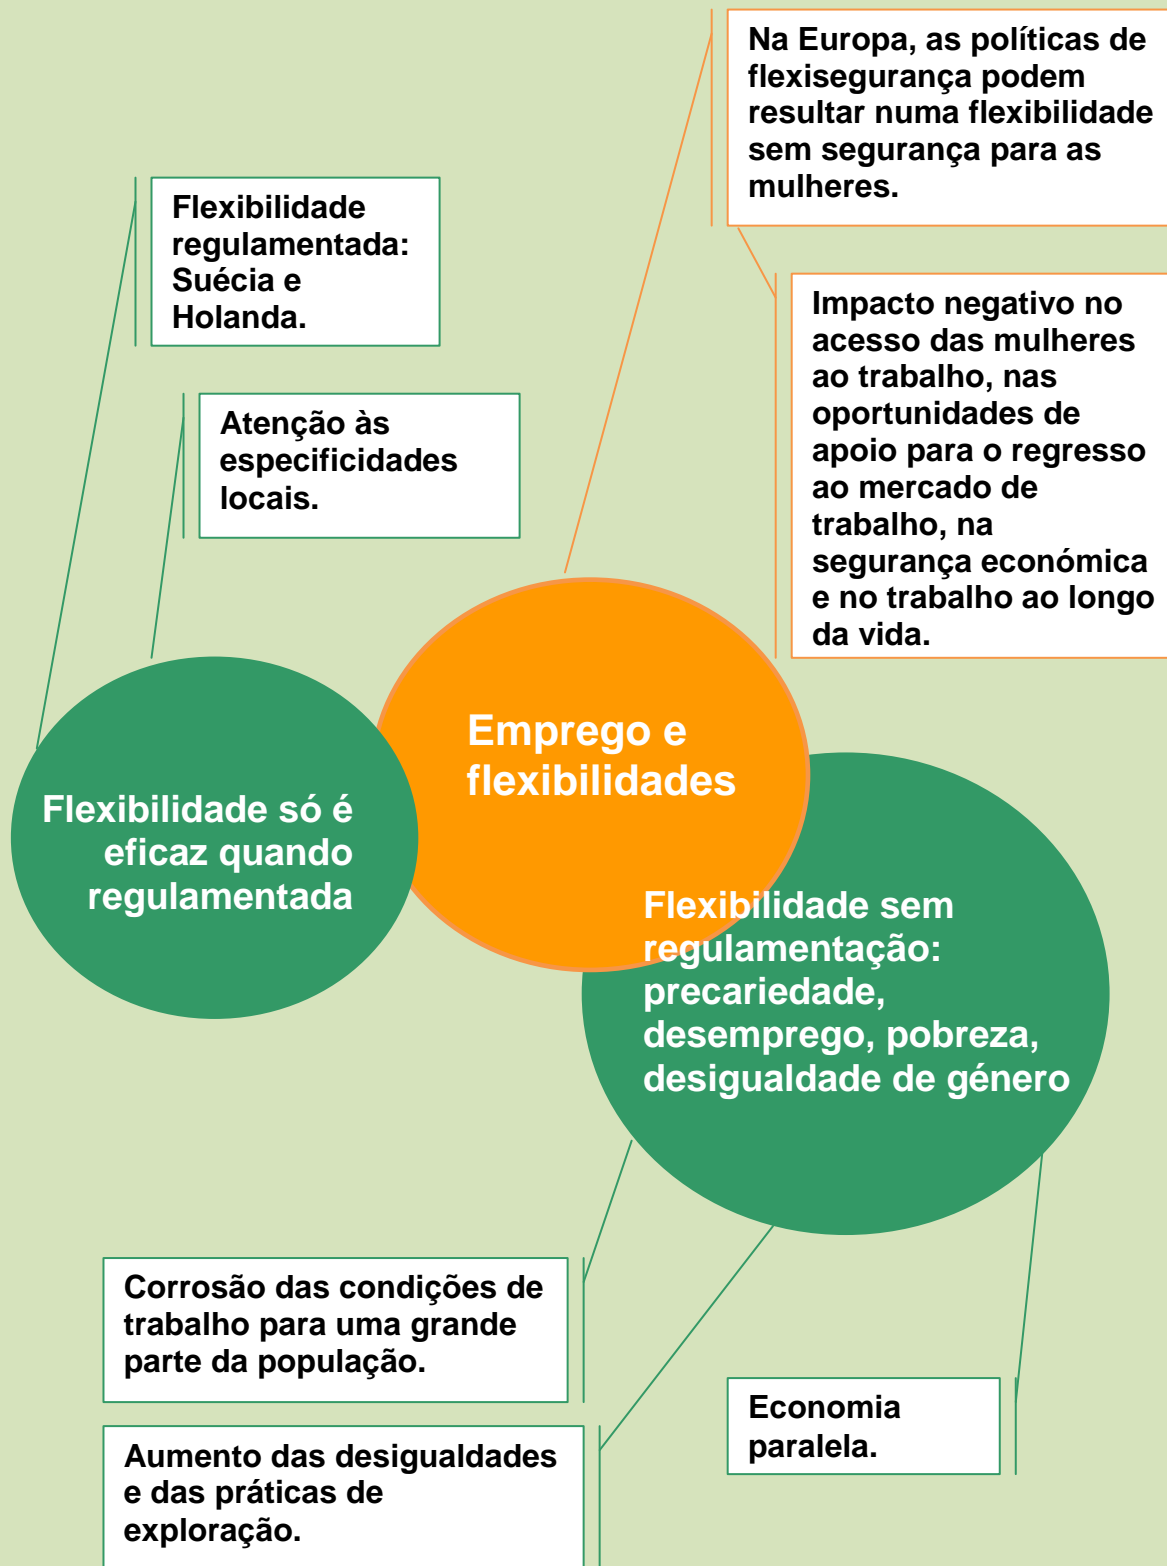 Na Europa, as políticas de
flexisegurança podem
resultar numa flexibilidade
sem segurança para as
mulheres.
Flexibilidade
regulamentada:
Suécia e
Holanda.
Impacto negativo no
acesso das mulheres
ao trabalho, nas
oportunidades de
apoio para o regresso
ao mercado de
trabalho, na
segurança económica
e no trabalho ao longo
da vida.
Atenção às
especificidades
locais.
Emprego e
flexibilidades
Flexibilidade só é
eficaz quando
regulamentada
Flexibilidade sem
regulamentação:
precariedade,
desemprego, pobreza,
desigualdade de género
Corrosão das condições de
trabalho para uma grande
parte da população.
Economia
paralela.
Aumento das desigualdades
e das práticas de
exploração.